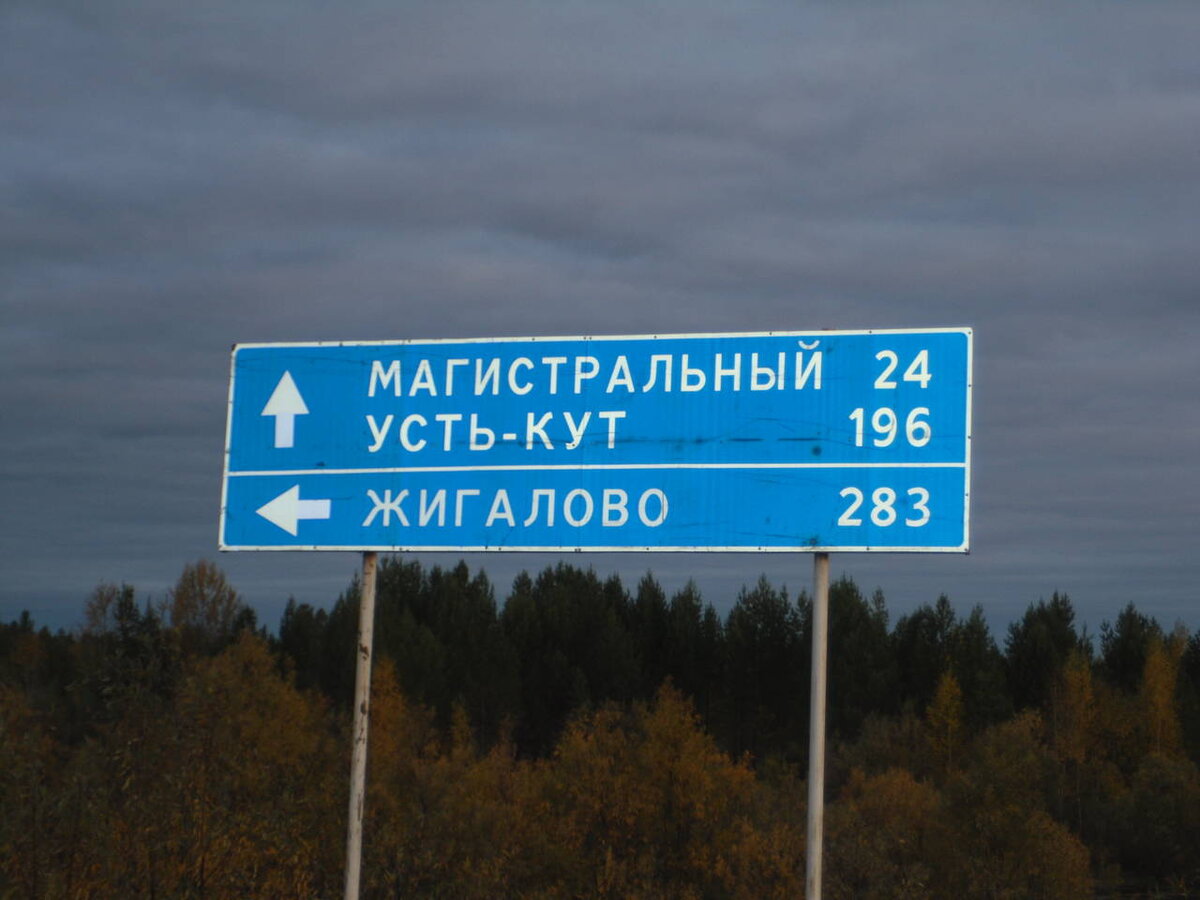 МАГИСТРАЛЬНЫЙ 24
УСТЬ-КУТ 196
ЖИГАЛОВО 283